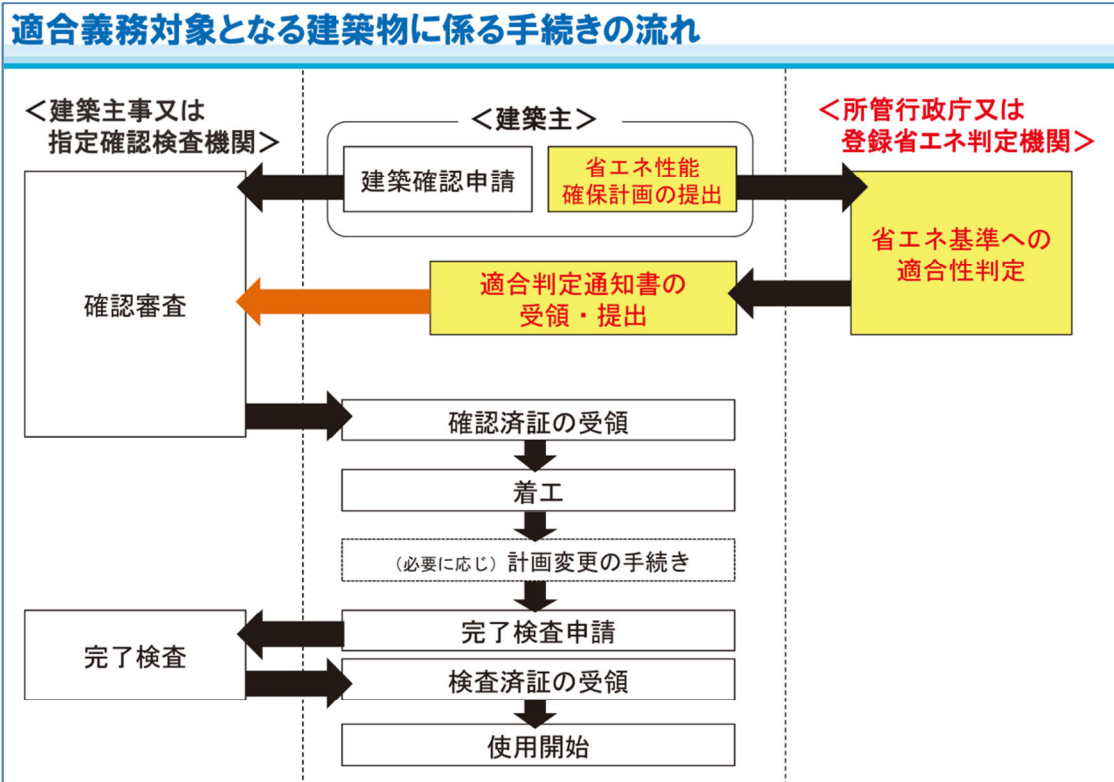 適合義務対象となる建築物に係る手続きの流れ
<建築主事又は
指定確認検査機関>
<建築主>
<所管行政庁又は
登録省エネ判定機関>
建築確認申請
省エネ性能
確保計画の提出
省エネ基準への
適合性判定
確認審査
適合判定通知書の
受領・提出
確認済証の受領
着工
(必要に応じ) 計画変更の手続き
完了検査
完了検査申請
検査済証の受領
使用開始